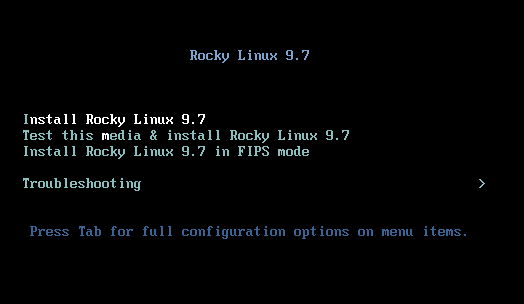 Rocky Linux 9.7
Install Rocky Linux 9.7
Test this media & install Rocky Linux 9.7
Install Rocky Linux 9.7 in FIPS mode
Troubleshooting >
Press Tab for full configuration options on menu items.